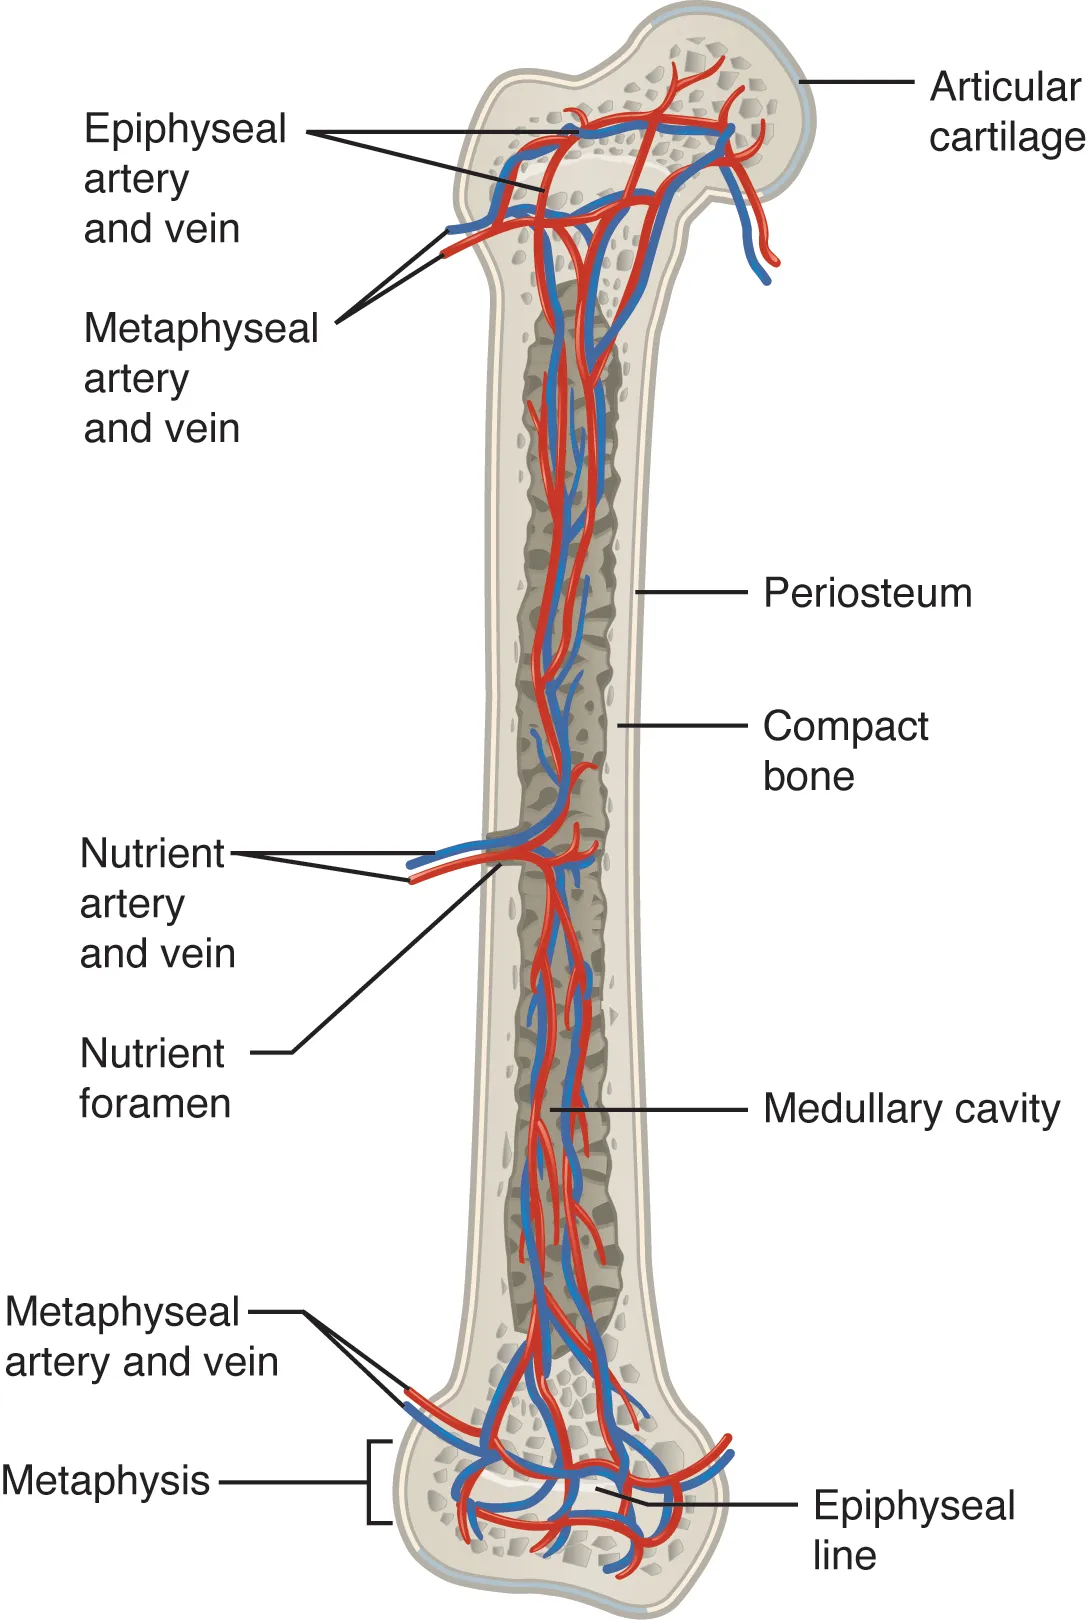 Articular
cartilage
Epiphyseal
artery
and vein
Metaphyseal
artery
and vein
Periosteum
Compact
bone
Nutrient
artery
and vein
Nutrient
foramen
Medullary cavity
Metaphyseal
artery and vein
Metaphysis
Epiphyseal
line